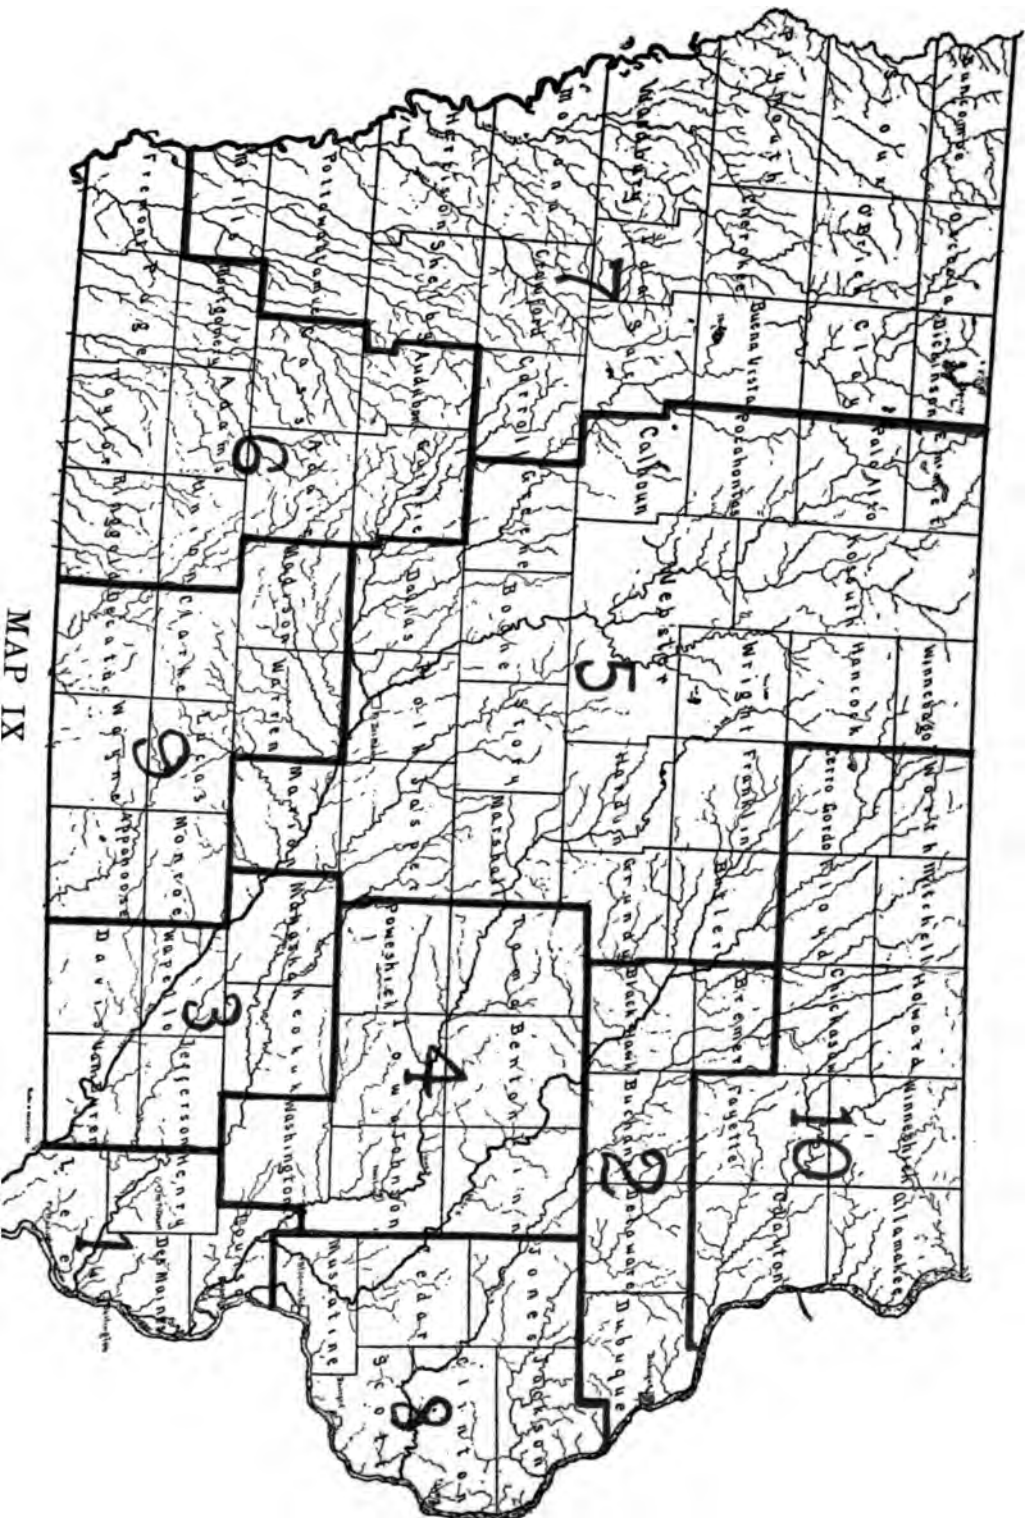 Buncombe
Osceola
Dickinson
Emmet
Winnebago
Worth
Mitchell
Howard
Winneshiek
Allamakee
Sioux
O'Brien
Clay
Palo Alto
Kossuth
Hancock
Cerro Gordo
Floyd
Chickasaw
10
Plymouth
Cherokee
Buena Vista
Pocahontas
Wright
Franklin
Butler
Bremer
Fayette
Clayton
Woodbury
Ida
Sac
Calhoun
Webster
Hardin
Grundy
Black Hawk
Buchanan
Delaware
Dubuque
7
5
2
Monona
Crawford
Carroll
Greene
Boone
Story
Marshall
Tama
Benton
Linn
Jones
Jackson
Harrison
Shelby
Audubon
Guthrie
Dallas
Polk
Jasper
Poweshiek
Iowa
Johnson
Cedar
Clinton
4
8
Scott
Pottawattamie
Cass
Adair
Madison
Warren
Marion
Mahaska
Keokuk
Washington
Muscatine
6
9
3
1
Mills
Montgomery
Adams
Union
Clarke
Lucas
Monroe
Wapello
Jefferson
Henry
Des Moines
Fremont
Page
Taylor
Ringgold
Decatur
Wayne
Appanoose
Davis
Van Buren
Lee
MAP IX